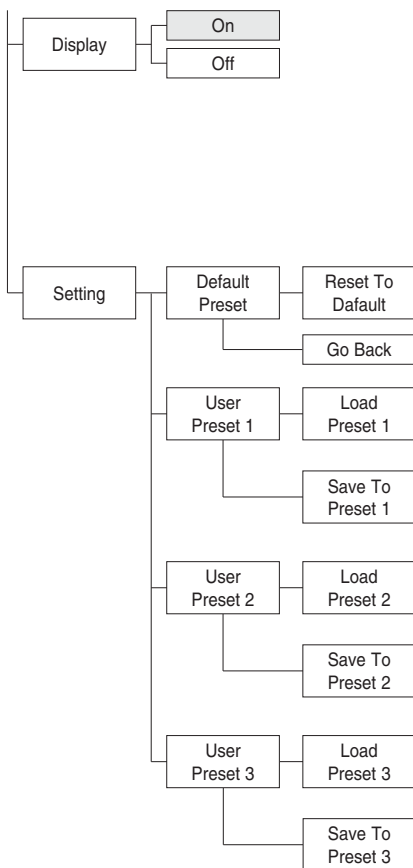 Display
On
Off
Setting
Default
Preset
Reset To
Dafault
Go Back
User
Preset 1
Load
Preset 1
Save To
Preset 1
User
Preset 2
Load
Preset 2
Save To
Preset 2
User
Preset 3
Load
Preset 3
Save To
Preset 3